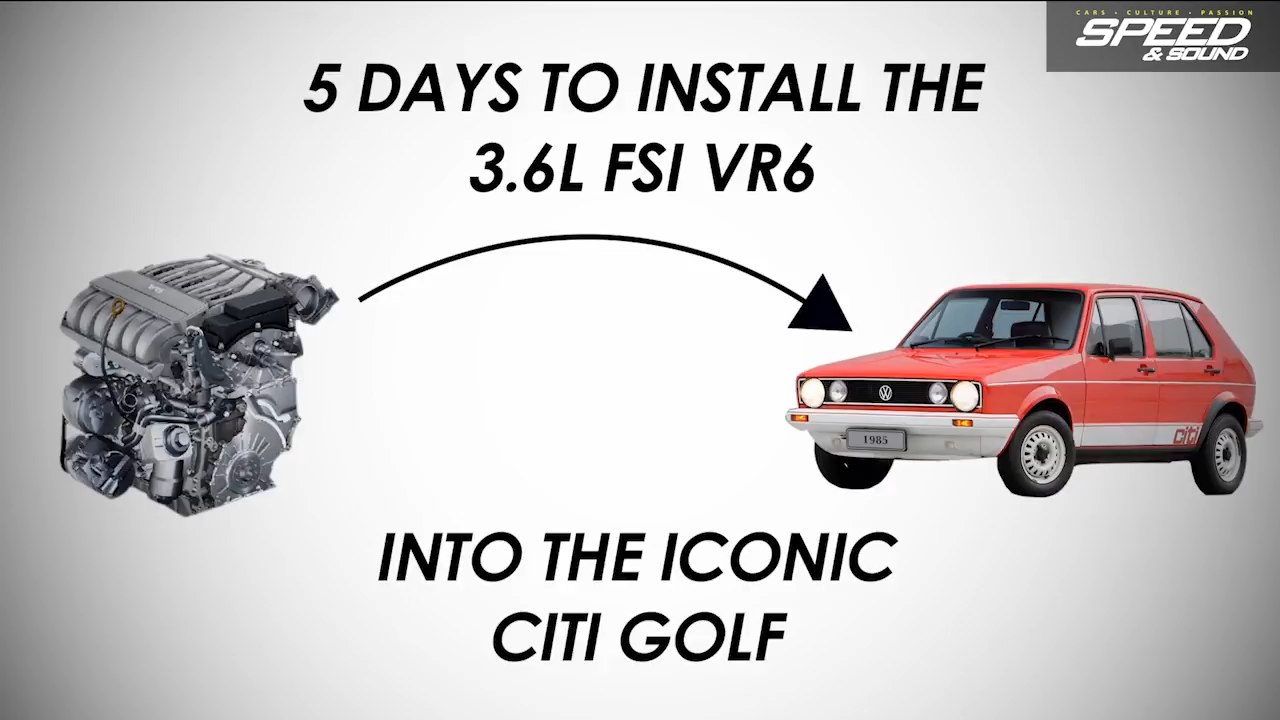 CARS • CULTURE • PASSION
SPEED
& SOUND
5 DAYS TO INSTALL THE
3.6L FSI VR6
1985
citi
INTO THE ICONIC
CITI GOLF